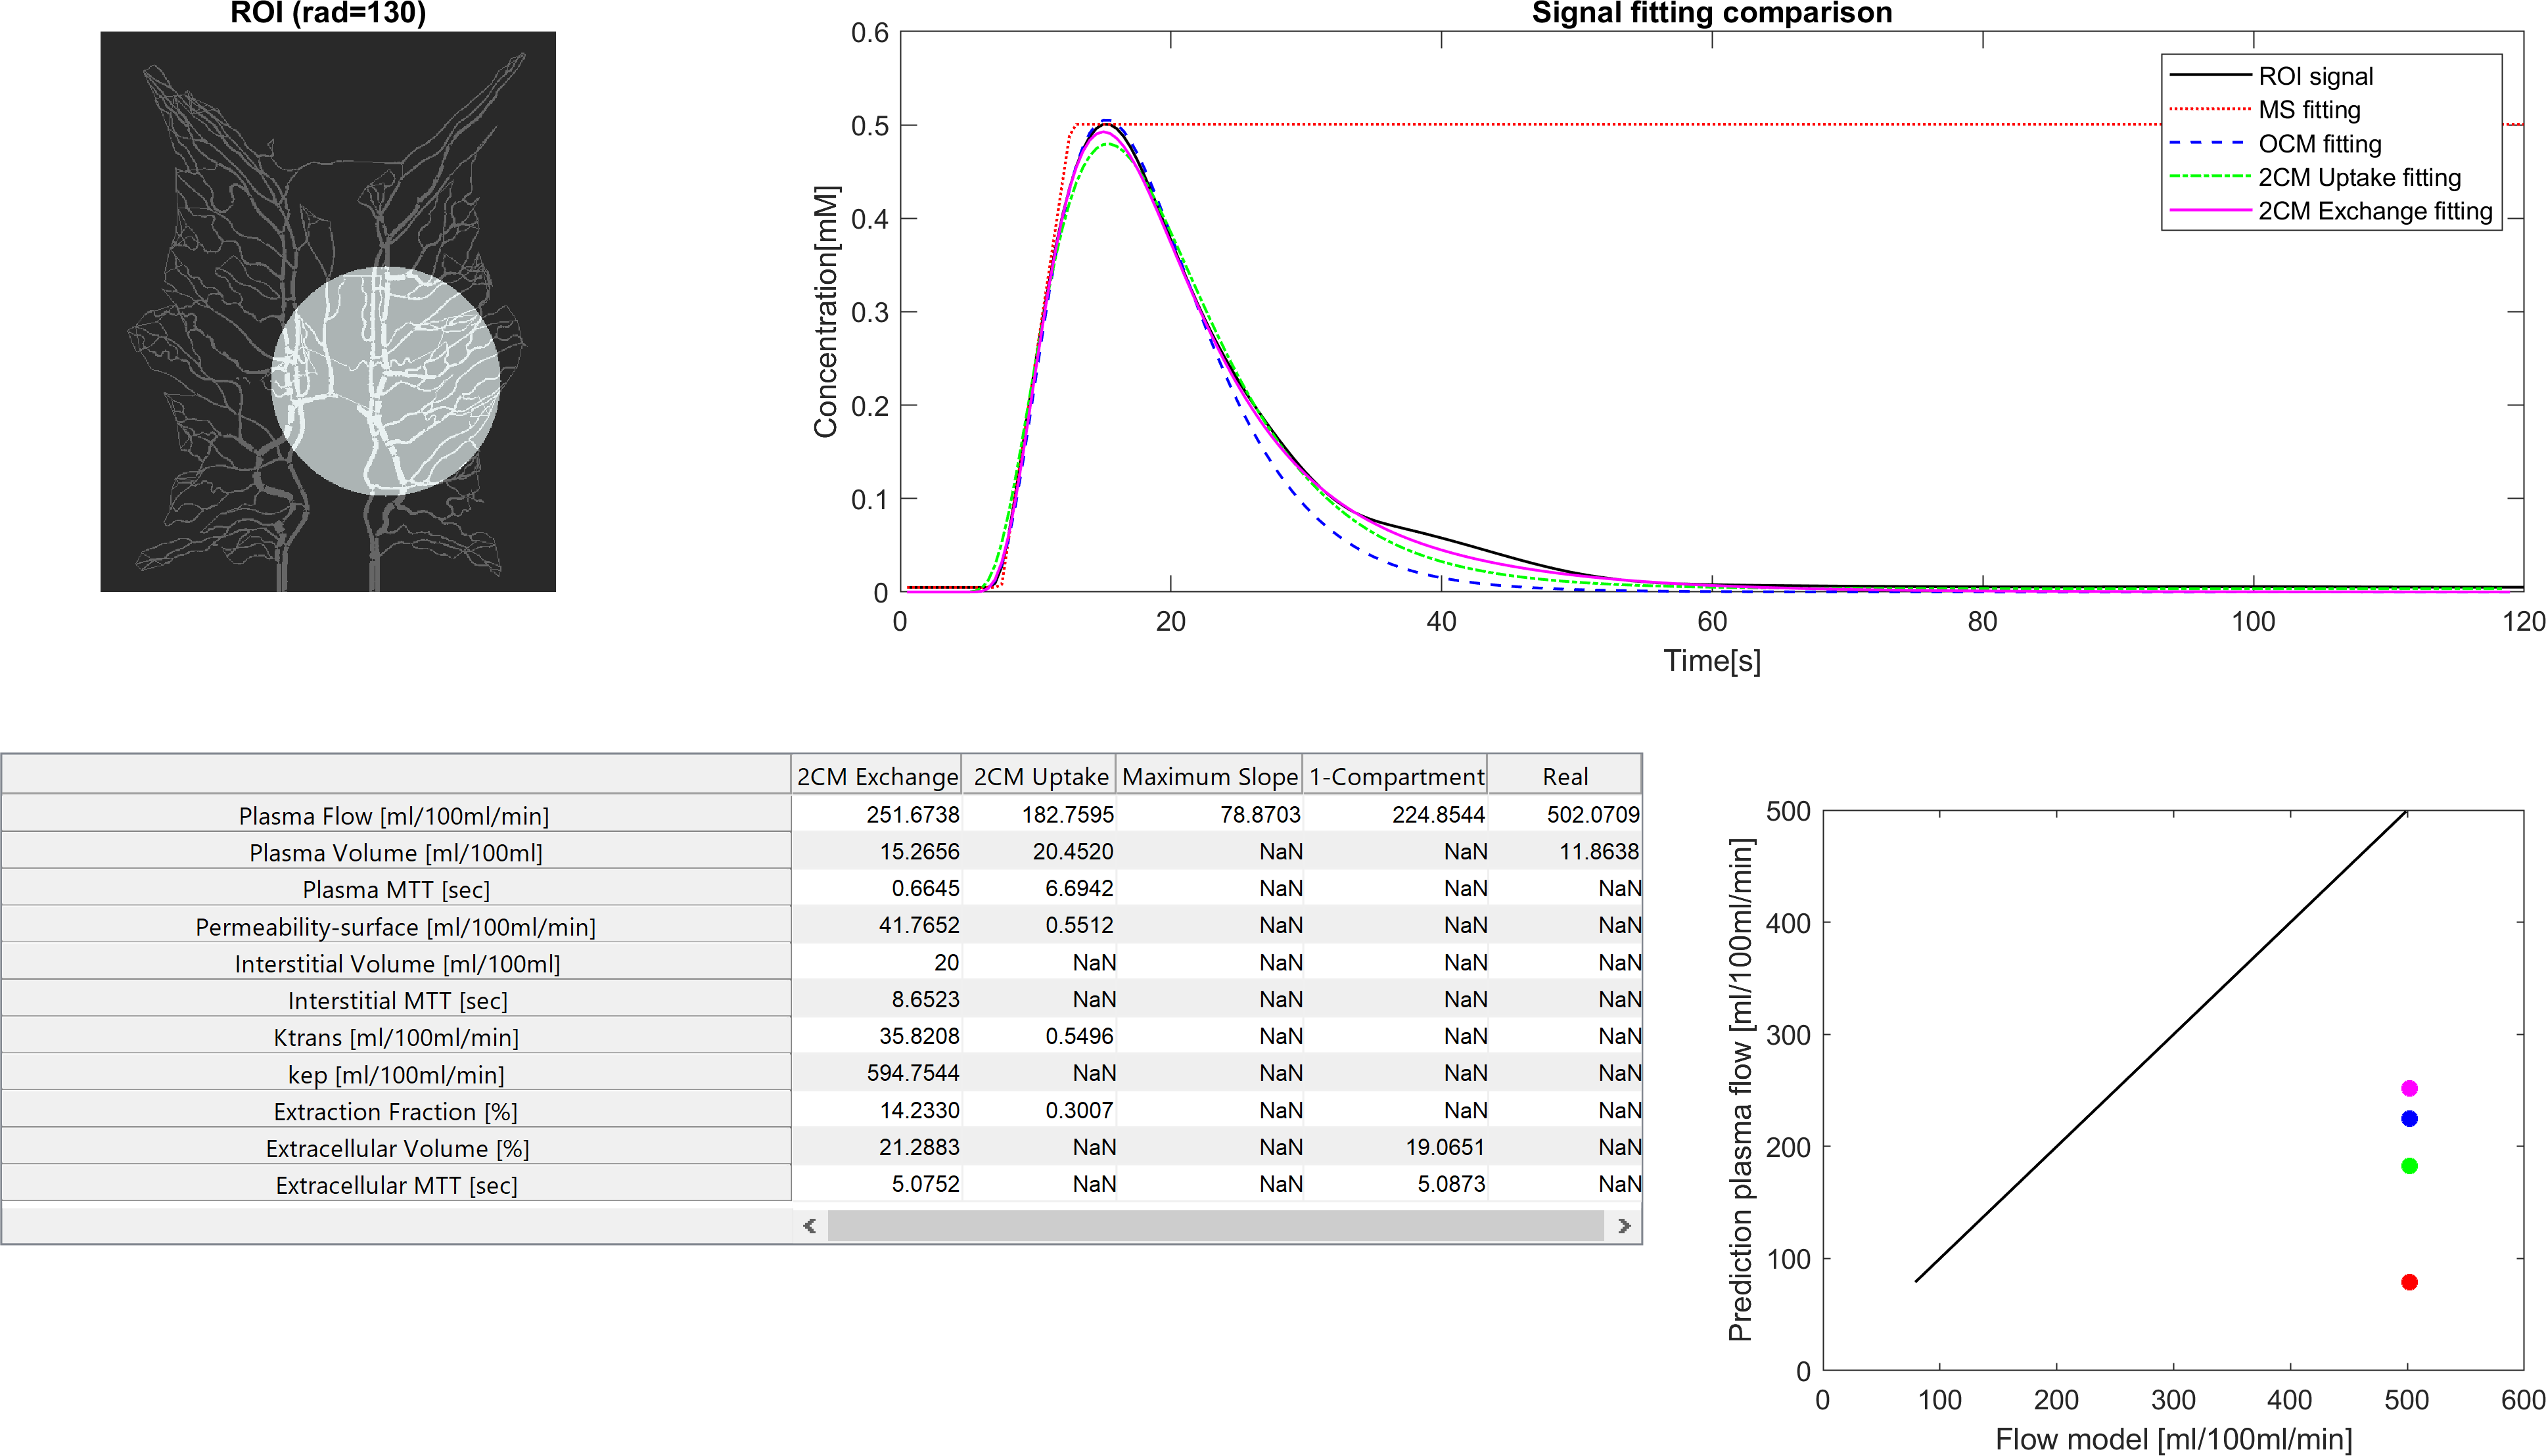 ROI (rad=130)
Signal fitting comparison
0.6
0.5
0.4
0.3
0.2
0.1
0
Concentration[mM]
0 20 40 60 80 100 120
Time[s]
ROI signal
MS fitting
OCM fitting
2CM Uptake fitting
2CM Exchange fitting
2CM Exchange 2CM Uptake Maximum Slope 1-Compartment Real
Plasma Flow [ml/100ml/min] 251.6738 182.7595 78.8703 224.8544 502.0709
Plasma Volume [ml/100ml] 15.2656 20.4520 NaN NaN 11.8638
Plasma MTT [sec] 0.6645 6.6942 NaN NaN NaN
Permeability-surface [ml/100ml/min] 41.7652 0.5512 NaN NaN NaN
Interstitial Volume [ml/100ml] 20 NaN NaN NaN NaN
Interstitial MTT [sec] 8.6523 NaN NaN NaN NaN
Ktrans [ml/100ml/min] 35.8208 0.5496 NaN NaN NaN
kep [ml/100ml/min] 594.7544 NaN NaN NaN NaN
Extraction Fraction [%] 14.2330 0.3007 NaN NaN NaN
Extracellular Volume [%] 21.2883 NaN NaN 19.0651 NaN
Extracellular MTT [sec] 5.0752 NaN NaN 5.0873 NaN
500
400
300
200
100
0
Prediction plasma flow [ml/100ml/min]
0 100 200 300 400 500 600
Flow model [ml/100ml/min]